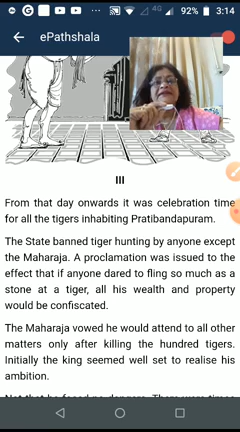 4G 92% 3:14
ePathshala
III
From that day onwards it was celebration time
for all the tigers inhabiting Pratibandapuram.
The State banned tiger hunting by anyone except
the Maharaja. A proclamation was issued to the
effect that if anyone dared to fling so much as a
stone at a tiger, all his wealth and property
would be confiscated.
The Maharaja vowed he would attend to all other
matters only after killing the hundred tigers.
Initially the king seemed well set to realise his
ambition.